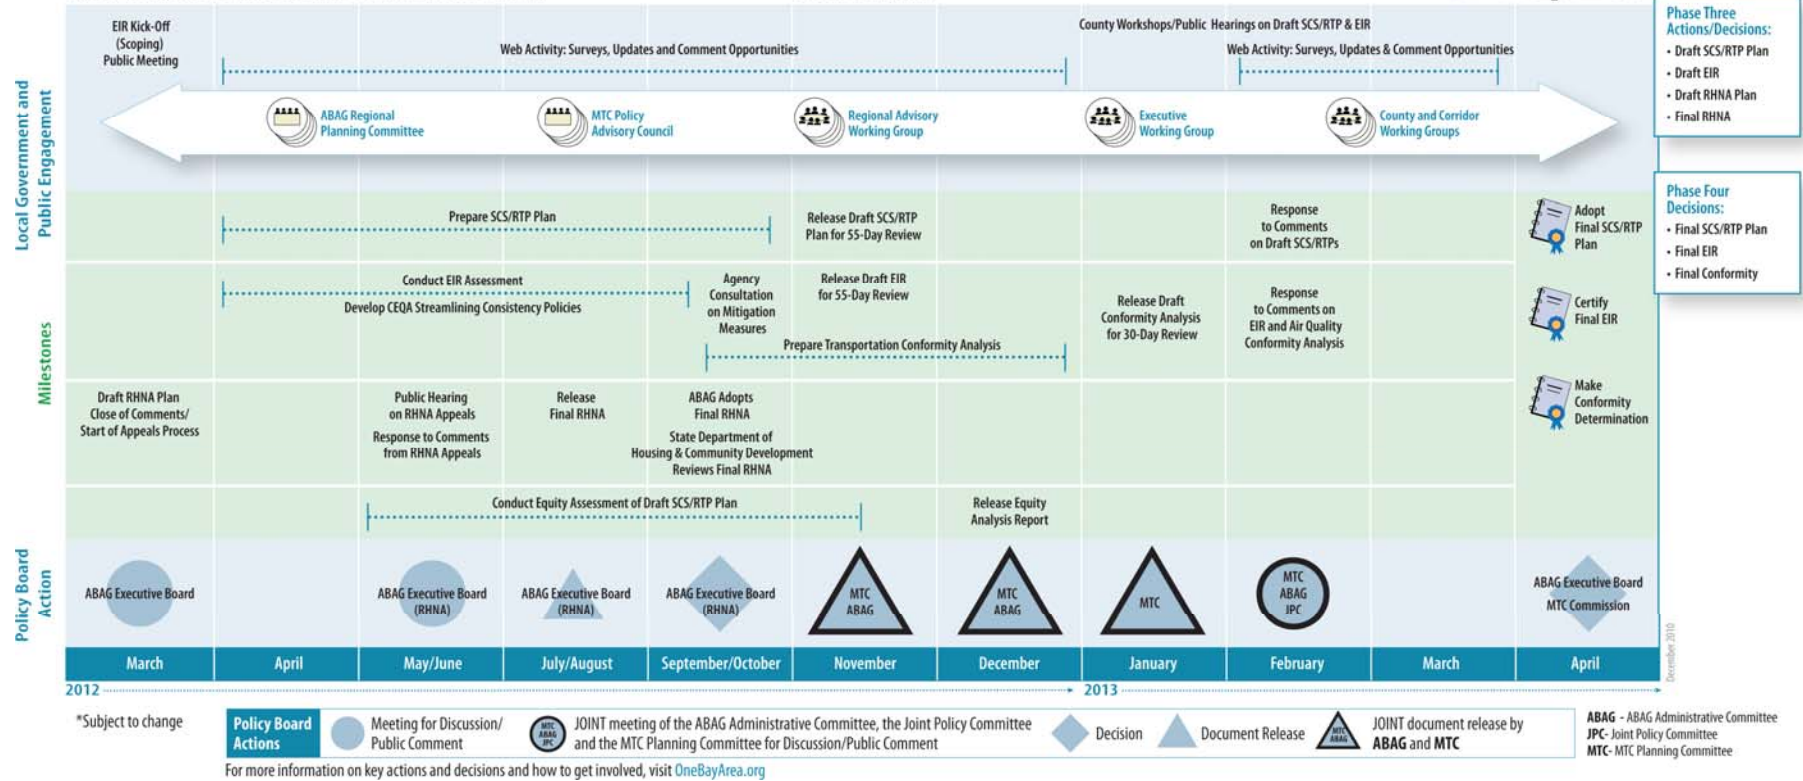 EIR Kick-Off
(Scoping)
Public Meeting
Web Activity: Surveys, Updates and Comment Opportunities
County Workshops/Public Hearings on Draft SCS/RTP & EIR
Web Activity: Surveys, Updates & Comment Opportunities
Local Government and
Public Engagement
ABAG Regional
Planning Committee
MTC Policy
Advisory Council
Regional Advisory
Working Group
Executive
Working Group
County and Corridor
Working Groups
Phase Three
Actions/Decisions:
• Draft SCS/RTP Plan
• Draft EIR
• Draft RHNA Plan
• Final RHNA
Phase Four
Decisions:
• Final SCS/RTP Plan
• Final EIR
• Final Conformity
Milestones
Prepare SCS/RTP Plan
Release Draft SCS/RTP
Plan for 55-Day Review
Response
to Comments
on Draft SCS/RTPs
Adopt
Final SCS/RTP
Plan
Conduct EIR Assessment
Develop CEQA Streamlining Consistency Policies
Agency
Consultation
on Mitigation
Measures
Release Draft EIR
for 55-Day Review
Prepare Transportation Conformity Analysis
Release Draft
Conformity Analysis
for 30-Day Review
Response
to Comments on
EIR and Air Quality
Conformity Analysis
Certify
Final EIR
Draft RHNA Plan
Close of Comments/
Start of Appeals Process
Public Hearing
on RHNA Appeals
Response to Comments
from RHNA Appeals
Release
Final RHNA
ABAG Adopts
Final RHNA
State Department of
Housing & Community Development
Reviews Final RHNA
Make
Conformity
Determination
Conduct Equity Assessment of Draft SCS/RTP Plan
Release Equity
Analysis Report
Policy Board
Action
ABAG Executive Board
ABAG Executive Board
(RHNA)
ABAG Executive Board
(RHNA)
ABAG Executive Board
(RHNA)
MTC
ABAG
MTC
ABAG
MTC
MTC
ABAG
JPC
ABAG Executive Board
MTC Commission
March
April
May/June
July/August
September/October
November
December
January
February
March
April
December 2010
2012
2013
*Subject to change
Policy Board
Actions
Meeting for Discussion/
Public Comment
MTC
ABAG
JPC
JOINT meeting of the ABAG Administrative Committee, the Joint Policy Committee
and the MTC Planning Committee for Discussion/Public Comment
Decision
Document Release
MTC
ABAG
JOINT document release by
ABAG and MTC
ABAG - ABAG Administrative Committee
JPC- Joint Policy Committee
MTC- MTC Planning Committee
For more information on key actions and decisions and how to get involved, visit OneBayArea.org